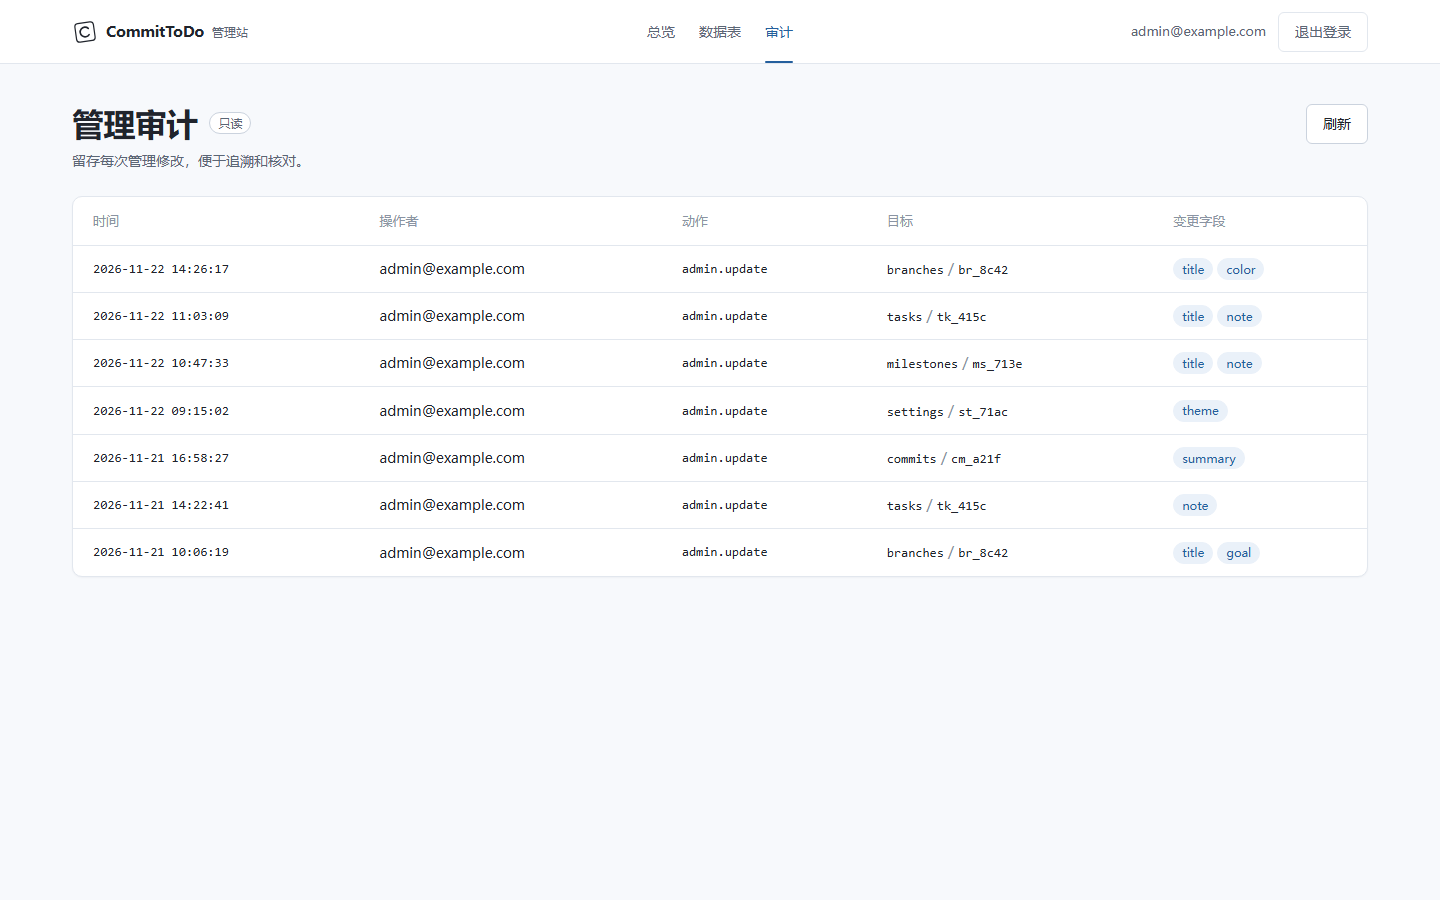 CommitToDo 管理站 总览 数据表 审计 admin@example.com 退出登录
管理审计 只读 刷新
留存每次管理修改，便于追溯和核对。
时间 操作者 动作 目标 变更字段
2026-11-22 14:26:17 admin@example.com admin.update branches / br_8c42 title color
2026-11-22 11:03:09 admin@example.com admin.update tasks / tk_415c title note
2026-11-22 10:47:33 admin@example.com admin.update milestones / ms_713e title note
2026-11-22 09:15:02 admin@example.com admin.update settings / st_71ac theme
2026-11-21 16:58:27 admin@example.com admin.update commits / cm_a21f summary
2026-11-21 14:22:41 admin@example.com admin.update tasks / tk_415c note
2026-11-21 10:06:19 admin@example.com admin.update branches / br_8c42 title goal